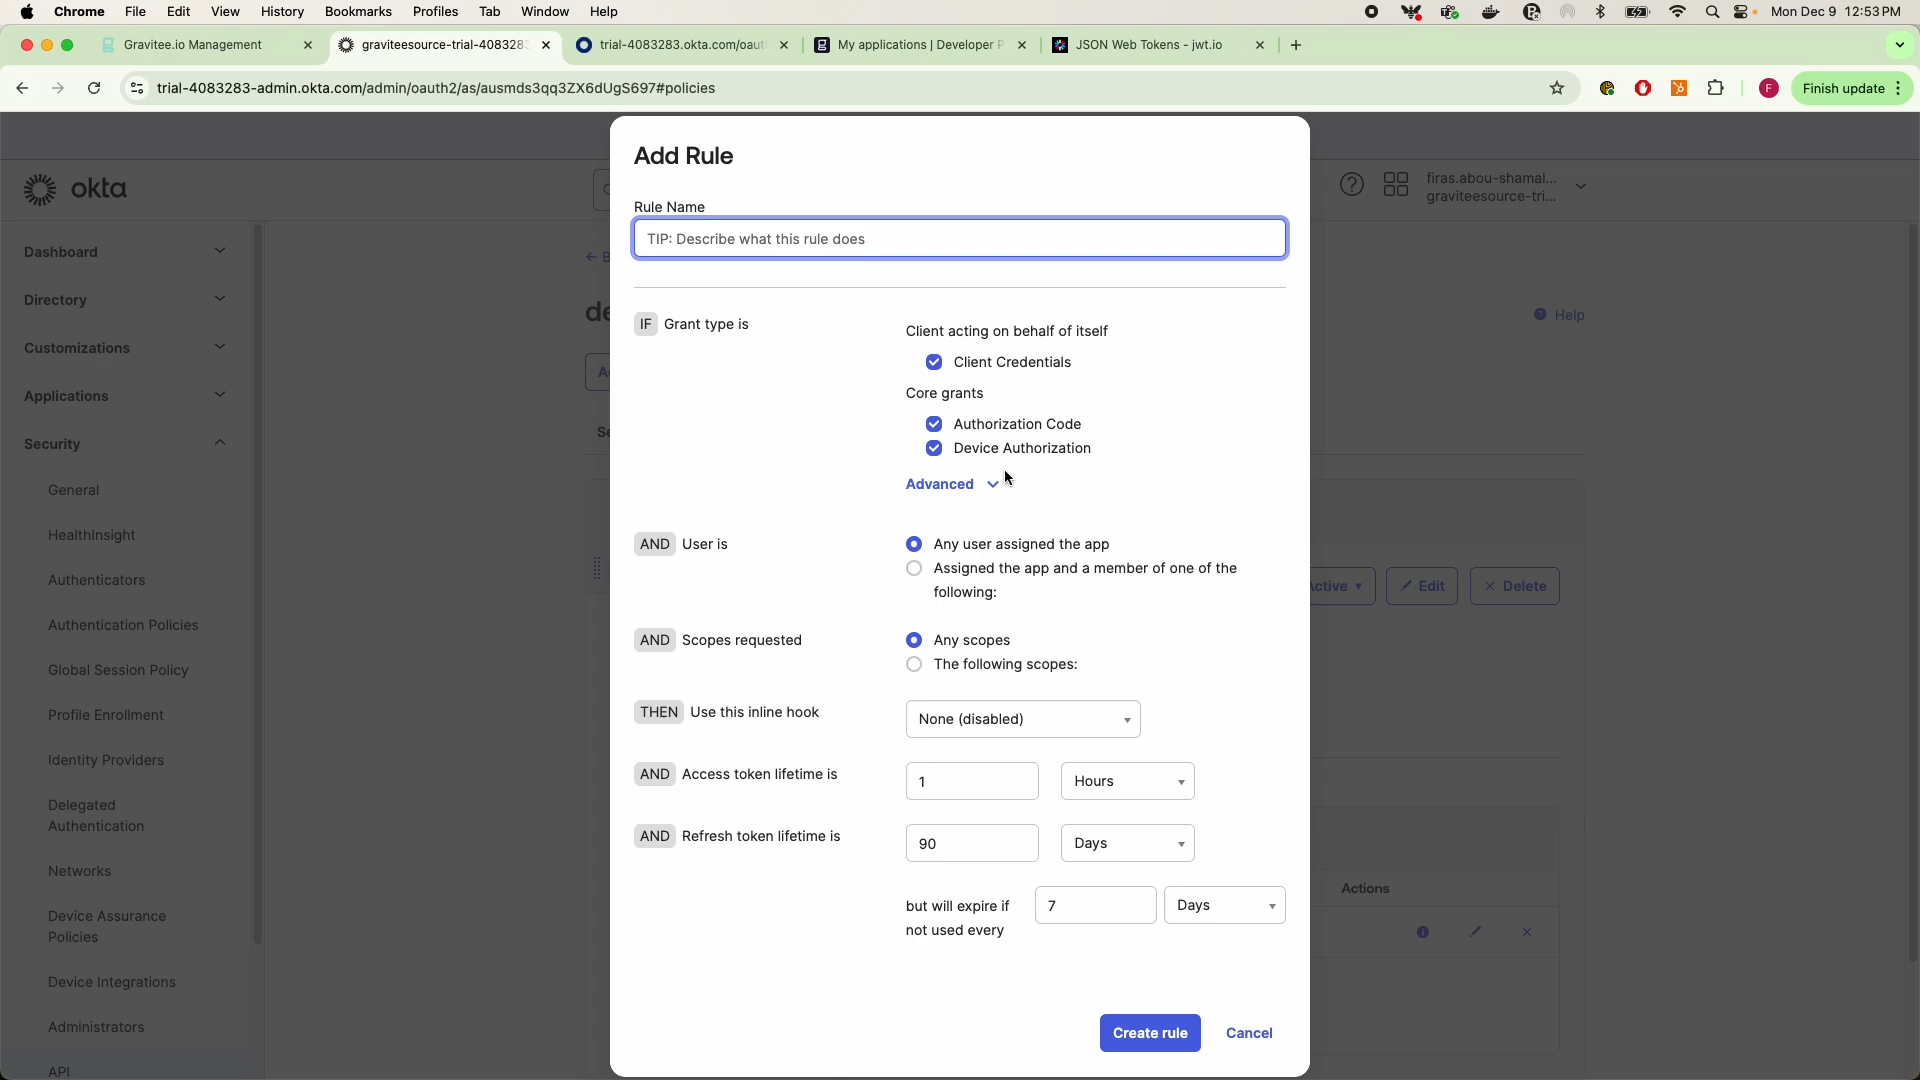 Chrome File Edit View History Bookmarks Profiles Tab Window Help Mon Dec 9 12:53 PM
Gravitee.io Management graviteesource-trial-4083283 trial-4083283.okta.com/oaut My applications | Developer P JSON Web Tokens - jwt.io
trial-4083283-admin.okta.com/admin/oauth2/as/ausmds3qq3ZX6dUgS697#policies F Finish update
okta
firas.abou-shamal...
graviteesource-tri...
Dashboard
Directory
Customizations
Applications
Security
General
HealthInsight
Authenticators
Authentication Policies
Global Session Policy
Profile Enrollment
Identity Providers
Delegated
Authentication
Networks
Device Assurance
Policies
Device Integrations
Administrators
API
Help
Edit Delete
Actions
Add Rule
Rule Name
TIP: Describe what this rule does
IF Grant type is
Client acting on behalf of itself
Client Credentials
Core grants
Authorization Code
Device Authorization
Advanced
AND User is
Any user assigned the app
Assigned the app and a member of one of the
following:
AND Scopes requested
Any scopes
The following scopes:
THEN Use this inline hook
None (disabled)
AND Access token lifetime is
1 Hours
AND Refresh token lifetime is
90 Days
but will expire if
not used every
7 Days
Create rule Cancel